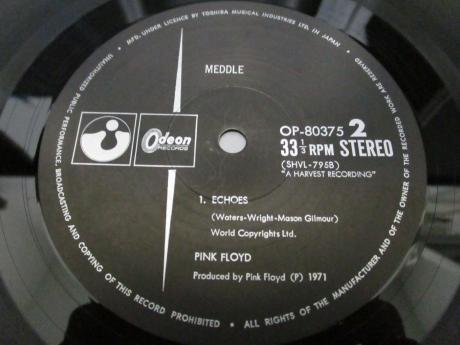 MFD. UNDER LICENCE BY TOSHIBA MUSICAL INDUSTRIES LTD. IN JAPAN
MEDDLE
Odeon
RECORDS
OP-80375 2
33 1/3 RPM STEREO
(SHVL-795B)
"A HARVEST RECORDING"
1. ECHOES
(Waters-Wright-Mason Gilmour)
World Copyrights Ltd.
PINK FLOYD
Produced by Pink Floyd (P) 1971
ALL RIGHTS OF THE MANUFACTURER AND OF THE OWNER OF THE RECORDED WORK ARE RESERVED
UNAUTHORIZED PUBLIC PERFORMANCE, BROADCASTING AND COPYING OF THIS RECORD PROHIBITED